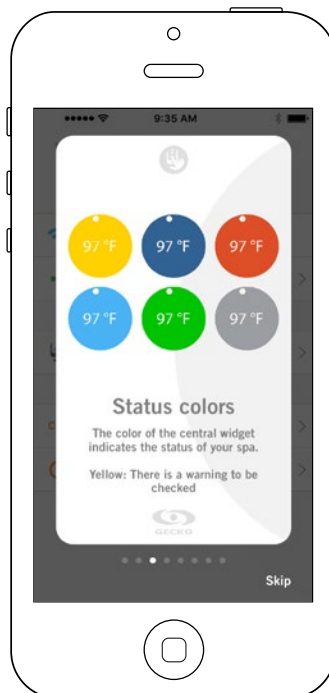 9:35 AM
97 °F 97 °F 97 °F
97 °F 97 °F 97 °F
Status colors
The color of the central widget
indicates the status of your spa.
Yellow: There is a warning to be
checked
GECKO
Skip